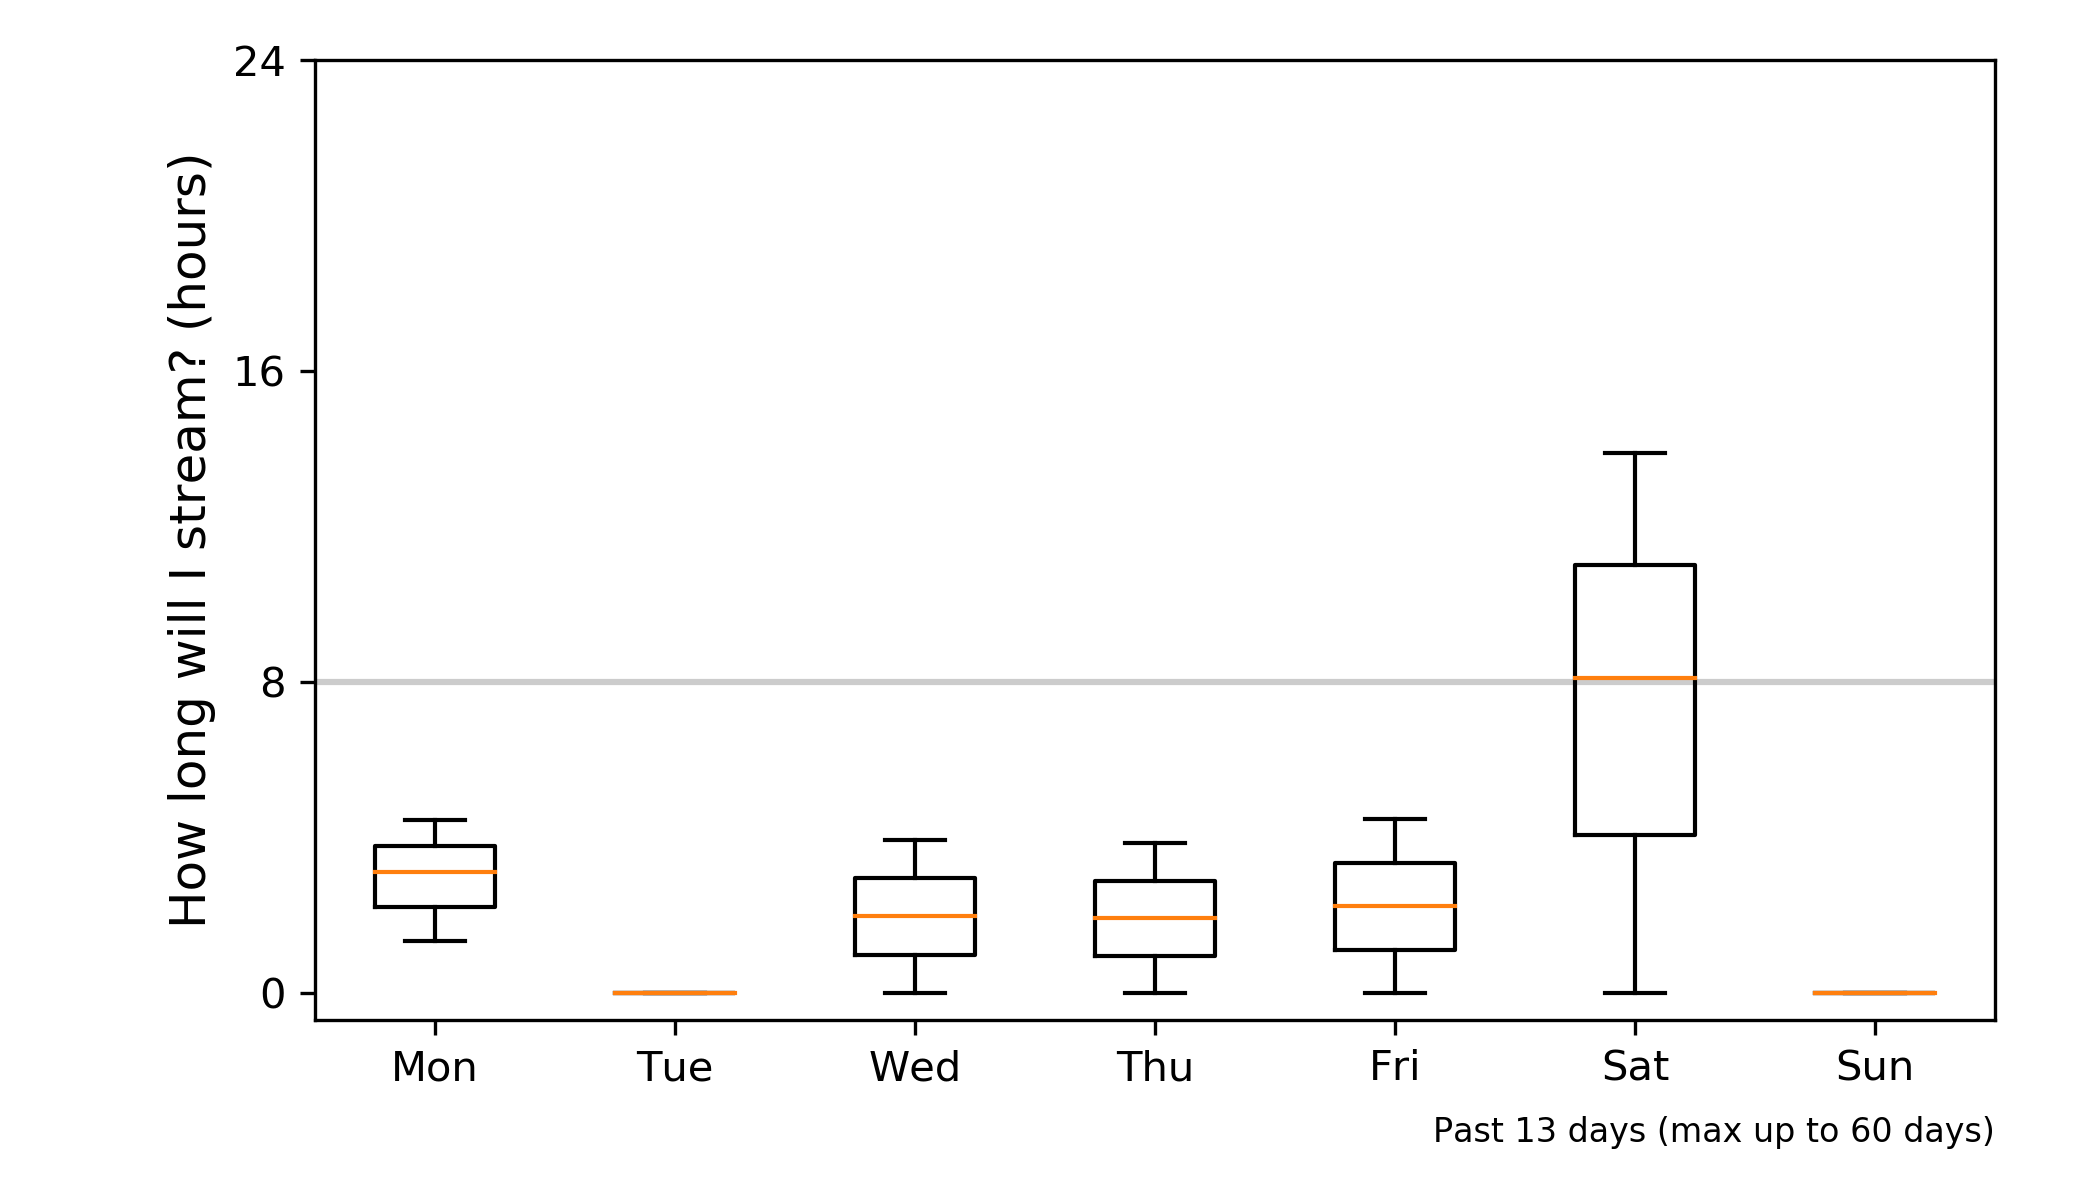 How long will I stream? (hours)
24
16
8
0
Mon Tue Wed Thu Fri Sat Sun
Past 13 days (max up to 60 days)